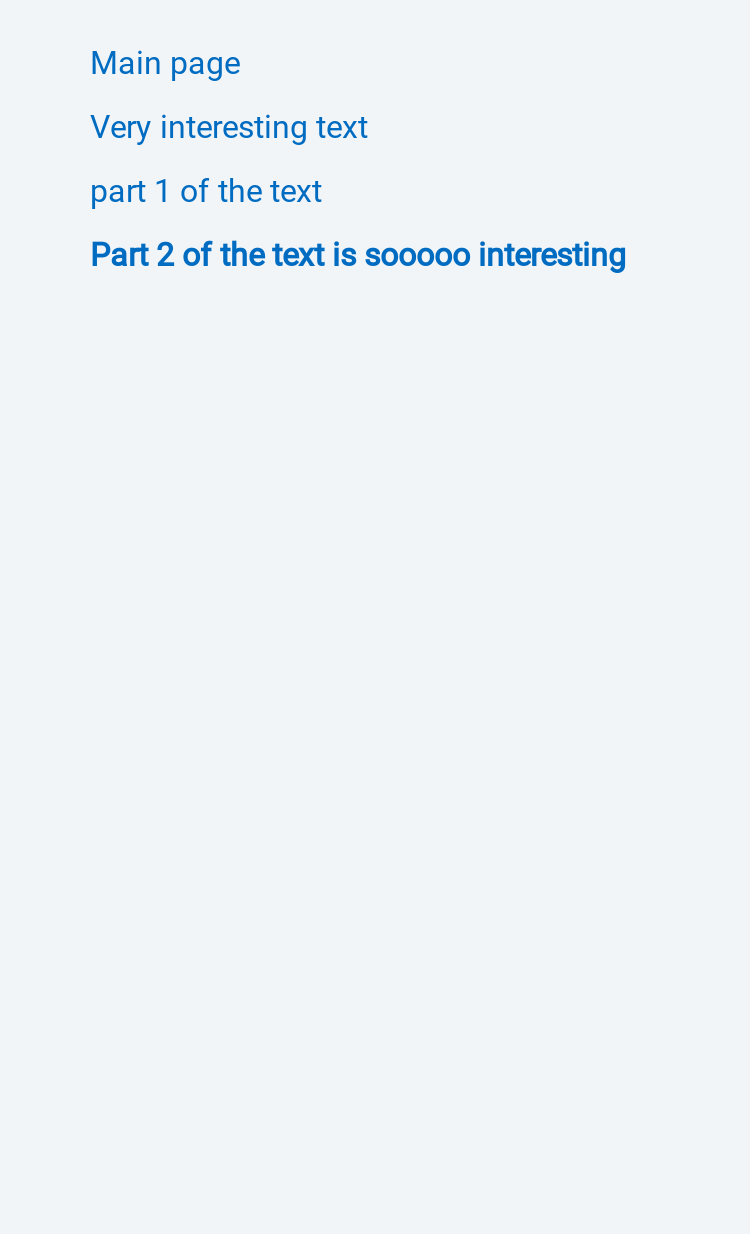 Main page
Very interesting text
part 1 of the text
Part 2 of the text is sooooo interesting